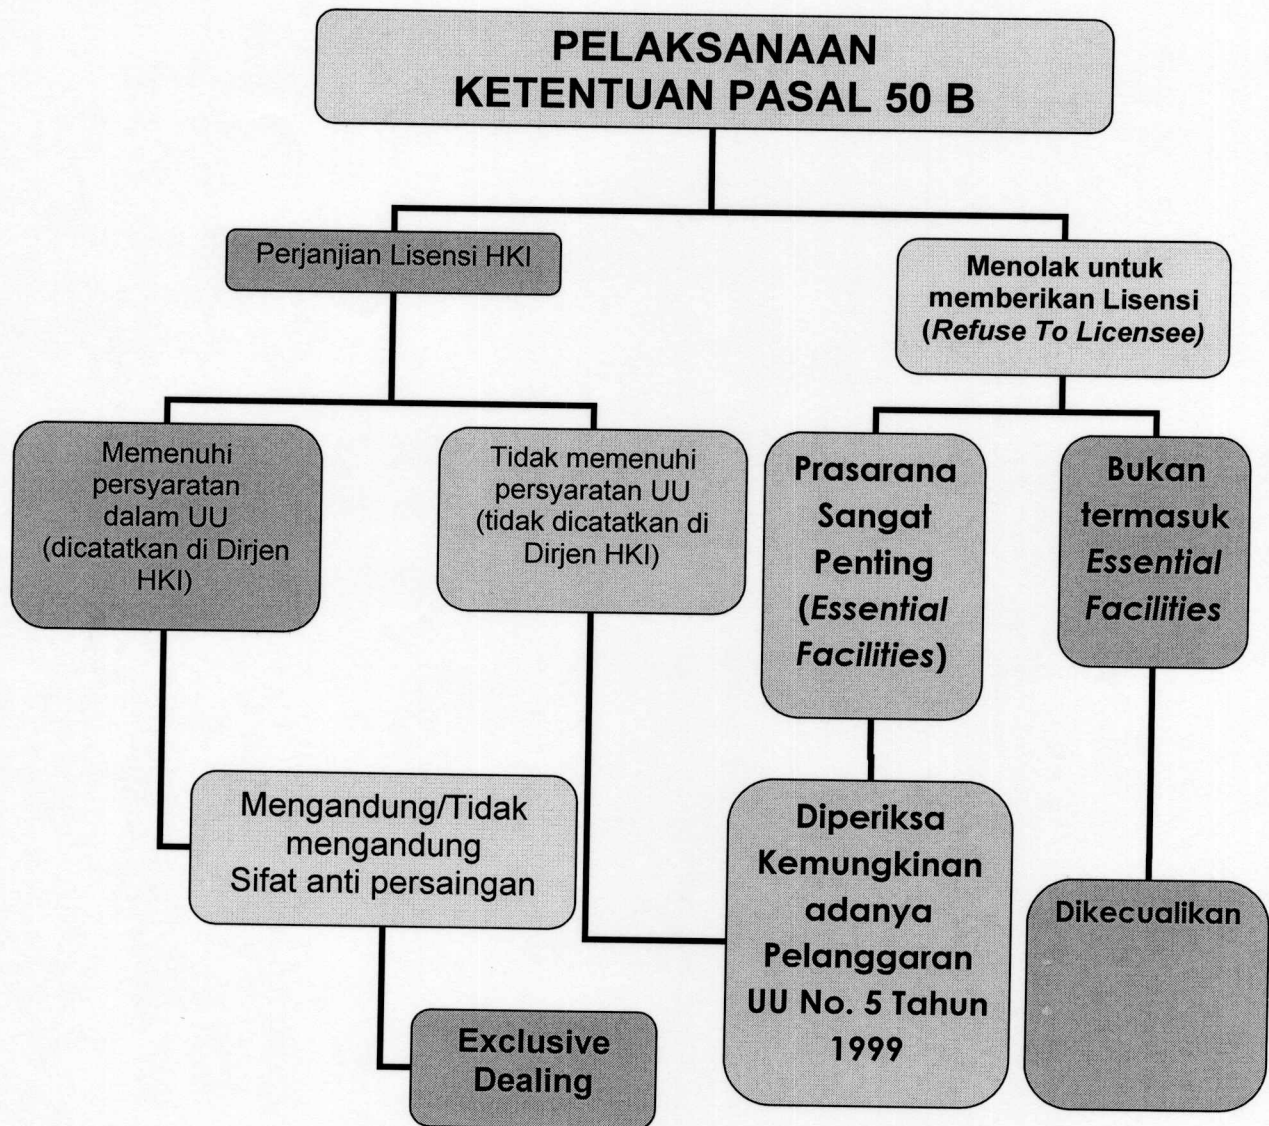 PELAKSANAAN
KETENTUAN PASAL 50 B
Perjanjian Lisensi HKI
Menolak untuk
memberikan Lisensi
(Refuse To Licensee)
Memenuhi
persyaratan
dalam UU
(dicatatkan di Dirjen
HKI)
Tidak memenuhi
persyaratan UU
(tidak dicatatkan di
Dirjen HKI)
Prasarana
Sangat
Penting
(Essential
Facilities)
Bukan
termasuk
Essential
Facilities
Mengandung/Tidak
mengandung
Sifat anti persaingan
Diperiksa
Kemungkinan
adanya
Pelanggaran
UU No. 5 Tahun
1999
Dikecualikan
Exclusive
Dealing